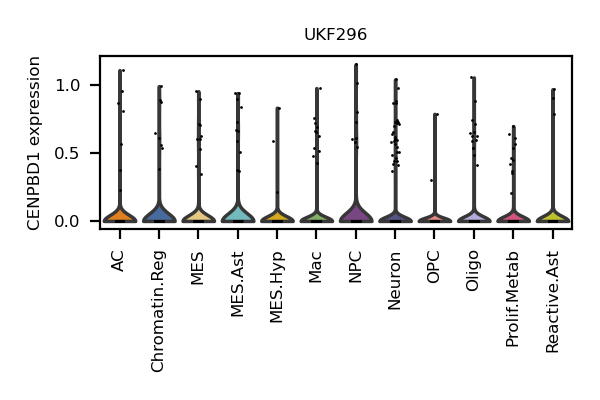 UKF296
CENPBD1 expression
1.0
0.5
0.0
AC
Chromatin.Reg
MES
MES.Ast
MES.Hyp
Mac
NPC
Neuron
OPC
Oligo
Prolif.Metab
Reactive.Ast